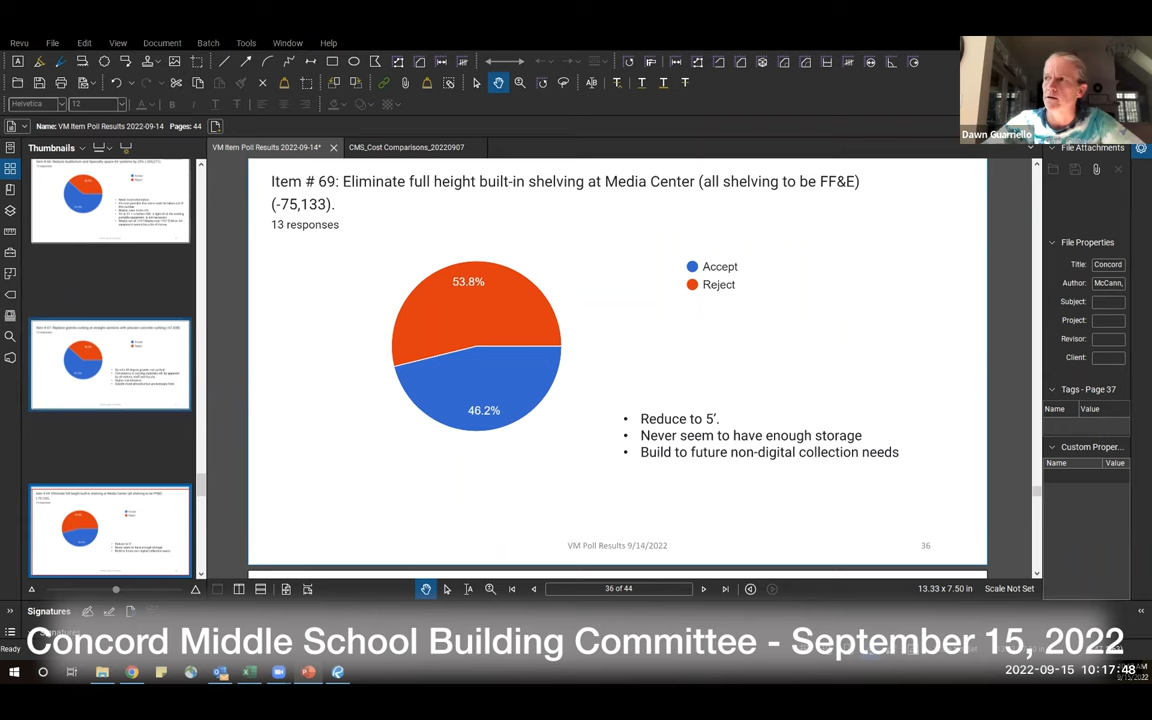 Revu File Edit View Document Batch Tools Window Help
Helvetica 12
Name: VM Item Poll Results 2022-09-14 Pages: 44
Dawn Guarriello
Thumbnails
VM Item Poll Results 2022-09-14*
CMS_Cost Comparisons_20220907
File Attachments
Item # 69: Eliminate full height built-in shelving at Media Center (all shelving to be FF&E)
(-75,133).
13 responses
53.8%
46.2%
Accept
Reject
• Reduce to 5’.
• Never seem to have enough storage
• Build to future non-digital collection needs
VM Poll Results 9/14/2022
36
File Properties
Title: Concord
Author: McCann,
Subject:
Project:
Revisor:
Client:
Tags - Page 37
Name Value
Custom Proper...
Name Value
36 of 44
13.33 x 7.50 in
Scale Not Set
Signatures
Ready
Concord Middle School Building Committee - September 15, 2022
2022-09-15 10:17:48